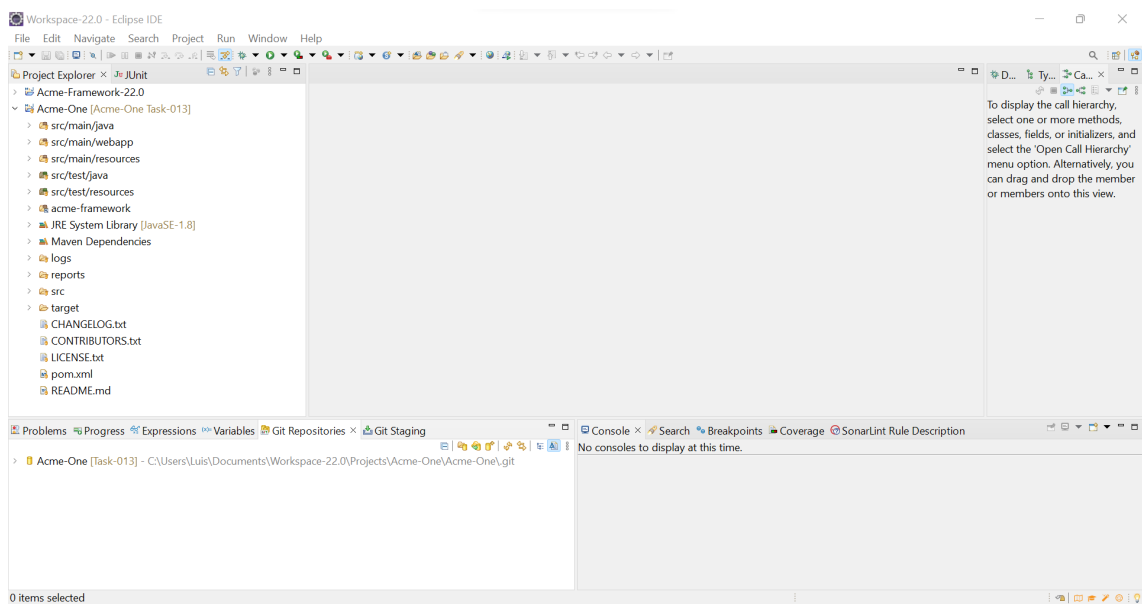 Workspace-22.0 - Eclipse IDE
File Edit Navigate Search Project Run Window Help
Project Explorer × Ju JUnit
D... Ty... Ca... ×
Acme-Framework-22.0
Acme-One [Acme-One Task-013]
src/main/java
src/main/webapp
src/main/resources
src/test/java
src/test/resources
acme-framework
JRE System Library [JavaSE-1.8]
Maven Dependencies
logs
reports
src
target
CHANGELOG.txt
CONTRIBUTORS.txt
LICENSE.txt
pom.xml
README.md
To display the call hierarchy,
select one or more methods,
classes, fields, or initializers, and
select the 'Open Call Hierarchy'
menu option. Alternatively, you
can drag and drop the member
or members onto this view.
Problems Progress Expressions Variables Git Repositories × Git Staging
Acme-One [Task-013] - C:\Users\Luis\Documents\Workspace-22.0\Projects\Acme-One\Acme-One\.git
Console × Search Breakpoints Coverage SonarLint Rule Description
No consoles to display at this time.
0 items selected